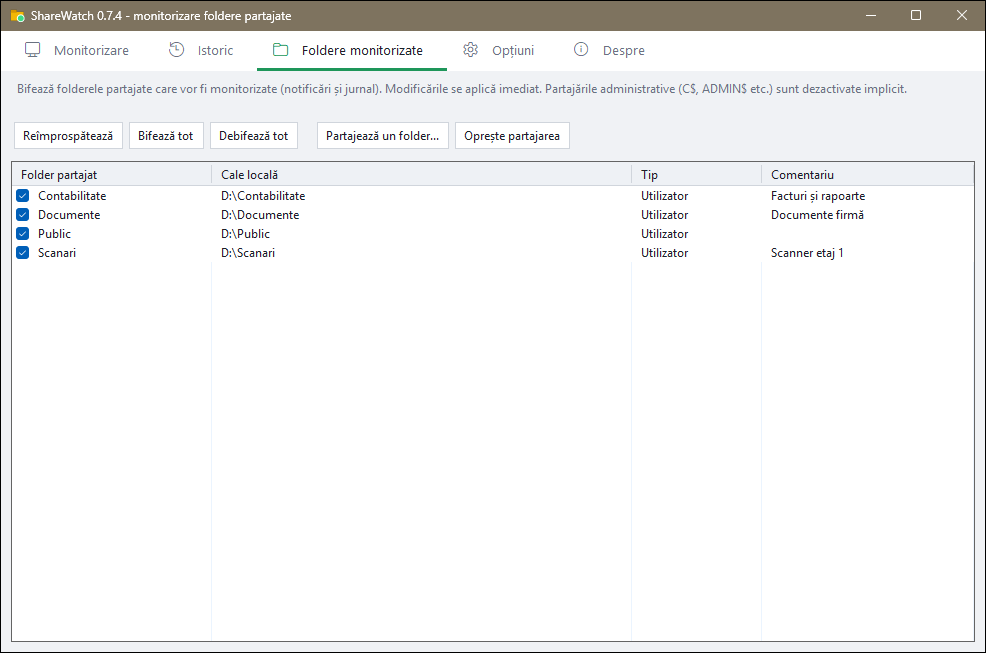 ShareWatch 0.7.4 - monitorizare foldere partajate
Monitorizare Istoric Foldere monitorizate Opțiuni Despre
Bifează folderele partajate care vor fi monitorizate (notificări și jurnal). Modificările se aplică imediat. Partajările administrative (C$, ADMIN$ etc.) sunt dezactivate implicit.
Reîmprospătează Bifează tot Debifează tot Partajează un folder... Oprește partajarea
Folder partajat Cale locală Tip Comentariu
Contabilitate D:\Contabilitate Utilizator Facturi și rapoarte
Documente D:\Documente Utilizator Documente firmă
Public D:\Public Utilizator
Scanari D:\Scanari Utilizator Scanner etaj 1